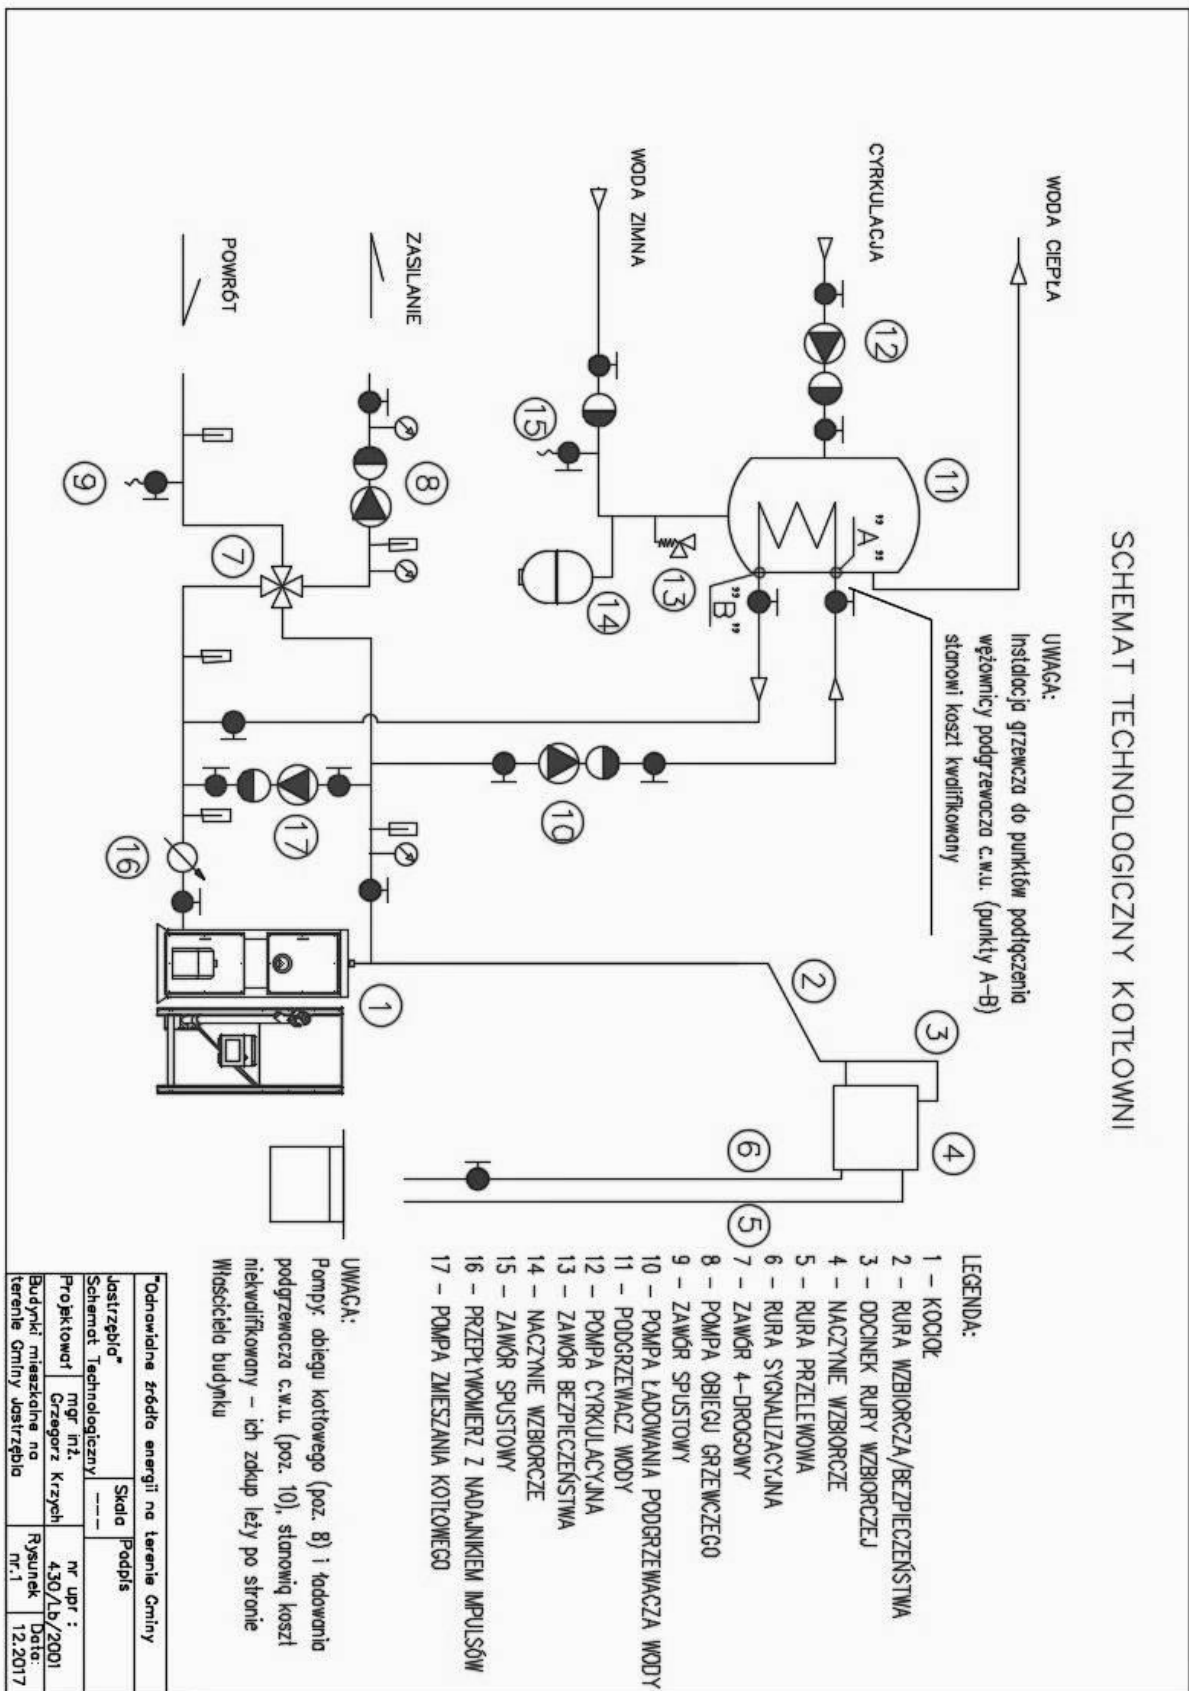 SCHEMAT TECHNOLOGICZNY KOTŁOWNI
WODA CIEPŁA
CYRKULACJA
WODA ZIMNA
ZASILANIE
POWRÓT
12
11
15
13
14
8
9
7
10
17
16
1
2
3
4
6
5
"A"
"B"
UWAGA:
Instalacja grzewcza do punktów podłączenia
wężownicy podgrzewacza c.w.u. (punkty A-B)
stanowi koszt kwalifikowany
LEGENDA:
1 - KOCIOŁ
2 - RURA WZBIORCZA/BEZPIECZEŃSTWA
3 - ODCINEK RURY WZBIORCZEJ
4 - NACZYNIE WZBIORCZE
5 - RURA PRZELEWOWA
6 - RURA SYGNALIZACYJNA
7 - ZAWÓR 4-DROGOWY
8 - POMPA OBIEGU GRZEWCZEGO
9 - ZAWÓR SPUSTOWY
10 - POMPA ŁADOWANIA PODGRZEWACZA WODY
11 - PODGRZEWACZ WODY
12 - POMPA CYRKULACYJNA
13 - ZAWÓR BEZPIECZEŃSTWA
14 - NACZYNIE WZBIORCZE
15 - ZAWÓR SPUSTOWY
16 - PRZEPŁYWOMIERZ Z NADAJNIKIEM IMPULSÓW
17 - POMPA ZMIESZANIA KOTŁOWEGO
UWAGA:
Pompy: obiegu kotłowego (poz. 8) i ładowania
podgrzewacza c.w.u. (poz. 10), stanowią koszt
niekwalifikowany - ich zakup leży po stronie
Właściciela budynku
"Odnawialne źródła energii na terenie Gminy
Jastrzębia"
Schemat Technologiczny
Skala
---
Podpis
Projektował
mgr inż.
Grzegorz Krzych
nr upr :
430/Lb/2001
Budynki mieszkalne na
terenie Gminy Jastrzębia
Rysunek
nr.1
Data:
12.2017